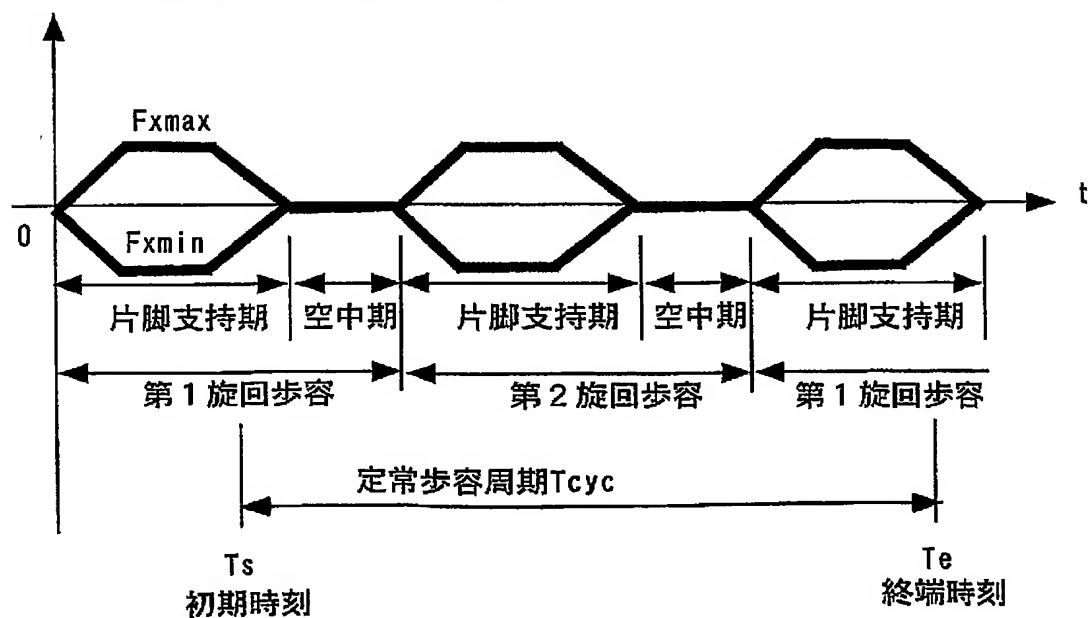 Fxmax
t
0
Fxmin
片脚支持期 空中期 片脚支持期 空中期 片脚支持期
第1旋回歩容 第2旋回歩容 第1旋回歩容
定常歩容周期Tcyc
Ts Te
初期時刻 終端時刻